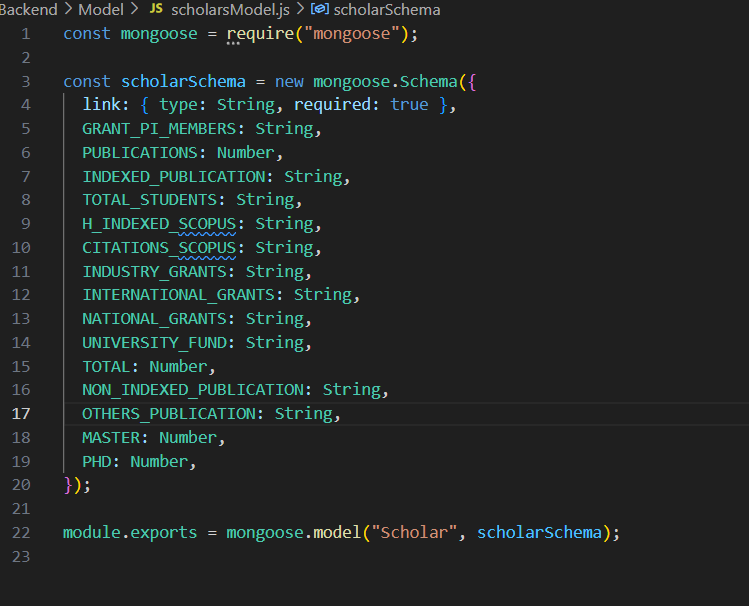 Backend > Model > JS scholarsModel.js > scholarSchema
1 const mongoose = require("mongoose");
2
3 const scholarSchema = new mongoose.Schema({
4 link: { type: String, required: true },
5 GRANT_PI_MEMBERS: String,
6 PUBLICATIONS: Number,
7 INDEXED_PUBLICATION: String,
8 TOTAL_STUDENTS: String,
9 H_INDEXED_SCOPUS: String,
10 CITATIONS_SCOPUS: String,
11 INDUSTRY_GRANTS: String,
12 INTERNATIONAL_GRANTS: String,
13 NATIONAL_GRANTS: String,
14 UNIVERSITY_FUND: String,
15 TOTAL: Number,
16 NON_INDEXED_PUBLICATION: String,
17 OTHERS_PUBLICATION: String,
18 MASTER: Number,
19 PHD: Number,
20 });
21
22 module.exports = mongoose.model("Scholar", scholarSchema);
23